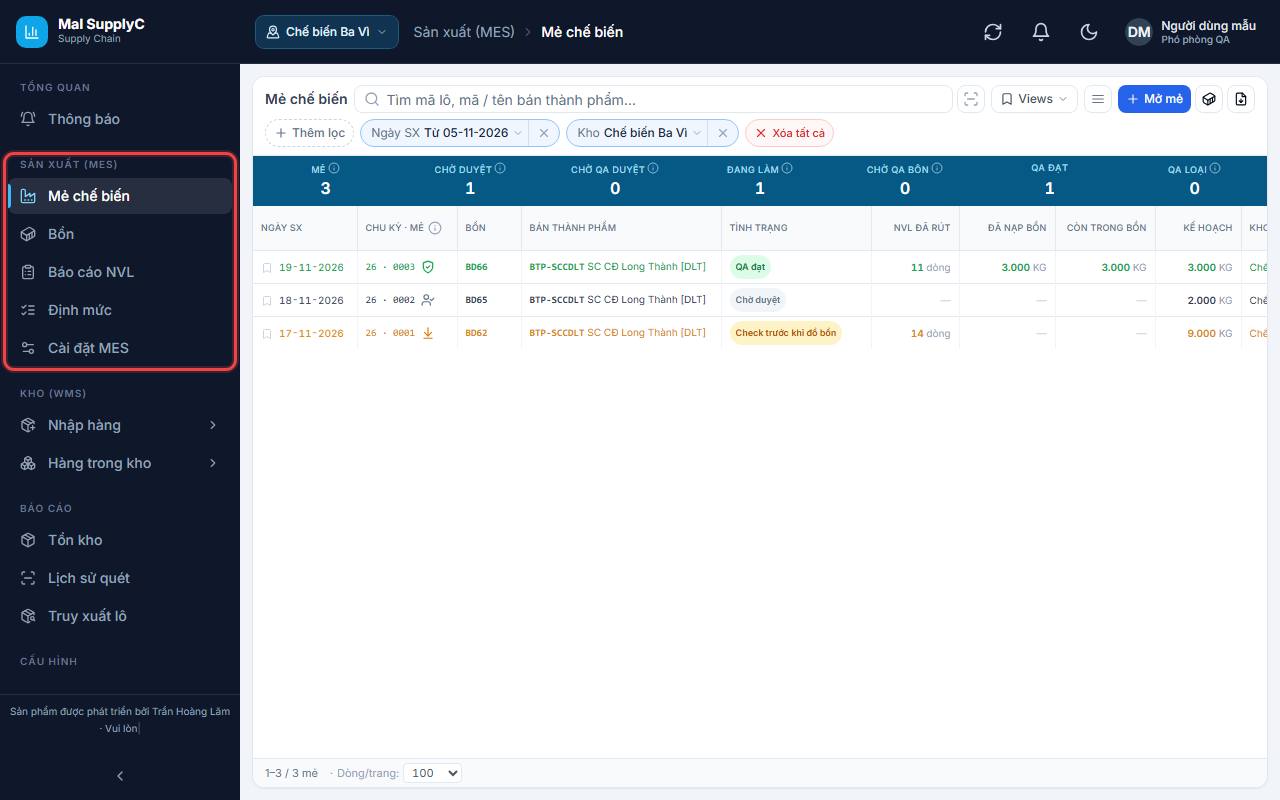 Mal SupplyC
Supply Chain
TỔNG QUAN
Thông báo
SẢN XUẤT (MES)
Mẻ chế biến
Bồn
Báo cáo NVL
Định mức
Cài đặt MES
KHO (WMS)
Nhập hàng
Hàng trong kho
BÁO CÁO
Tồn kho
Lịch sử quét
Truy xuất lô
CẤU HÌNH
Sản phẩm được phát triển bởi Trần Hoàng Lâm
· Vui lòn
Chế biến Ba Vì
Sản xuất (MES) > Mẻ chế biến
DM
Người dùng mẫu
Phó phòng QA
Mẻ chế biến
Tìm mã lô, mã / tên bán thành phẩm...
Views
Mở mẻ
Thêm lọc
Ngày SX Từ 05-11-2026
Kho Chế biến Ba Vì
Xóa tất cả
MẺ CHỜ DUYỆT CHỜ QA DUYỆT ĐANG LÀM CHỜ QA BỒN QA ĐẠT QA LOẠI
3 1 0 1 0 1 0
NGÀY SX CHU KỲ · MẺ BỒN BÁN THÀNH PHẨM TÌNH TRẠNG NVL ĐÃ RÚT ĐÃ NẠP BỒN CÒN TRONG BỒN KẾ HOẠCH KHO
19-11-2026 26 · 0003 BD66 BTP-SCCDLT SC CĐ Long Thành [DLT] QA đạt 11 dòng 3.000 KG 3.000 KG 3.000 KG Chế
18-11-2026 26 · 0002 BD65 BTP-SCCDLT SC CĐ Long Thành [DLT] Chờ duyệt — — — 2.000 KG Chế
17-11-2026 26 · 0001 BD62 BTP-SCCDLT SC CĐ Long Thành [DLT] Check trước khi đổ bồn 14 dòng — — 9.000 KG Chế
1–3 / 3 mẻ · Dòng/trang: 100